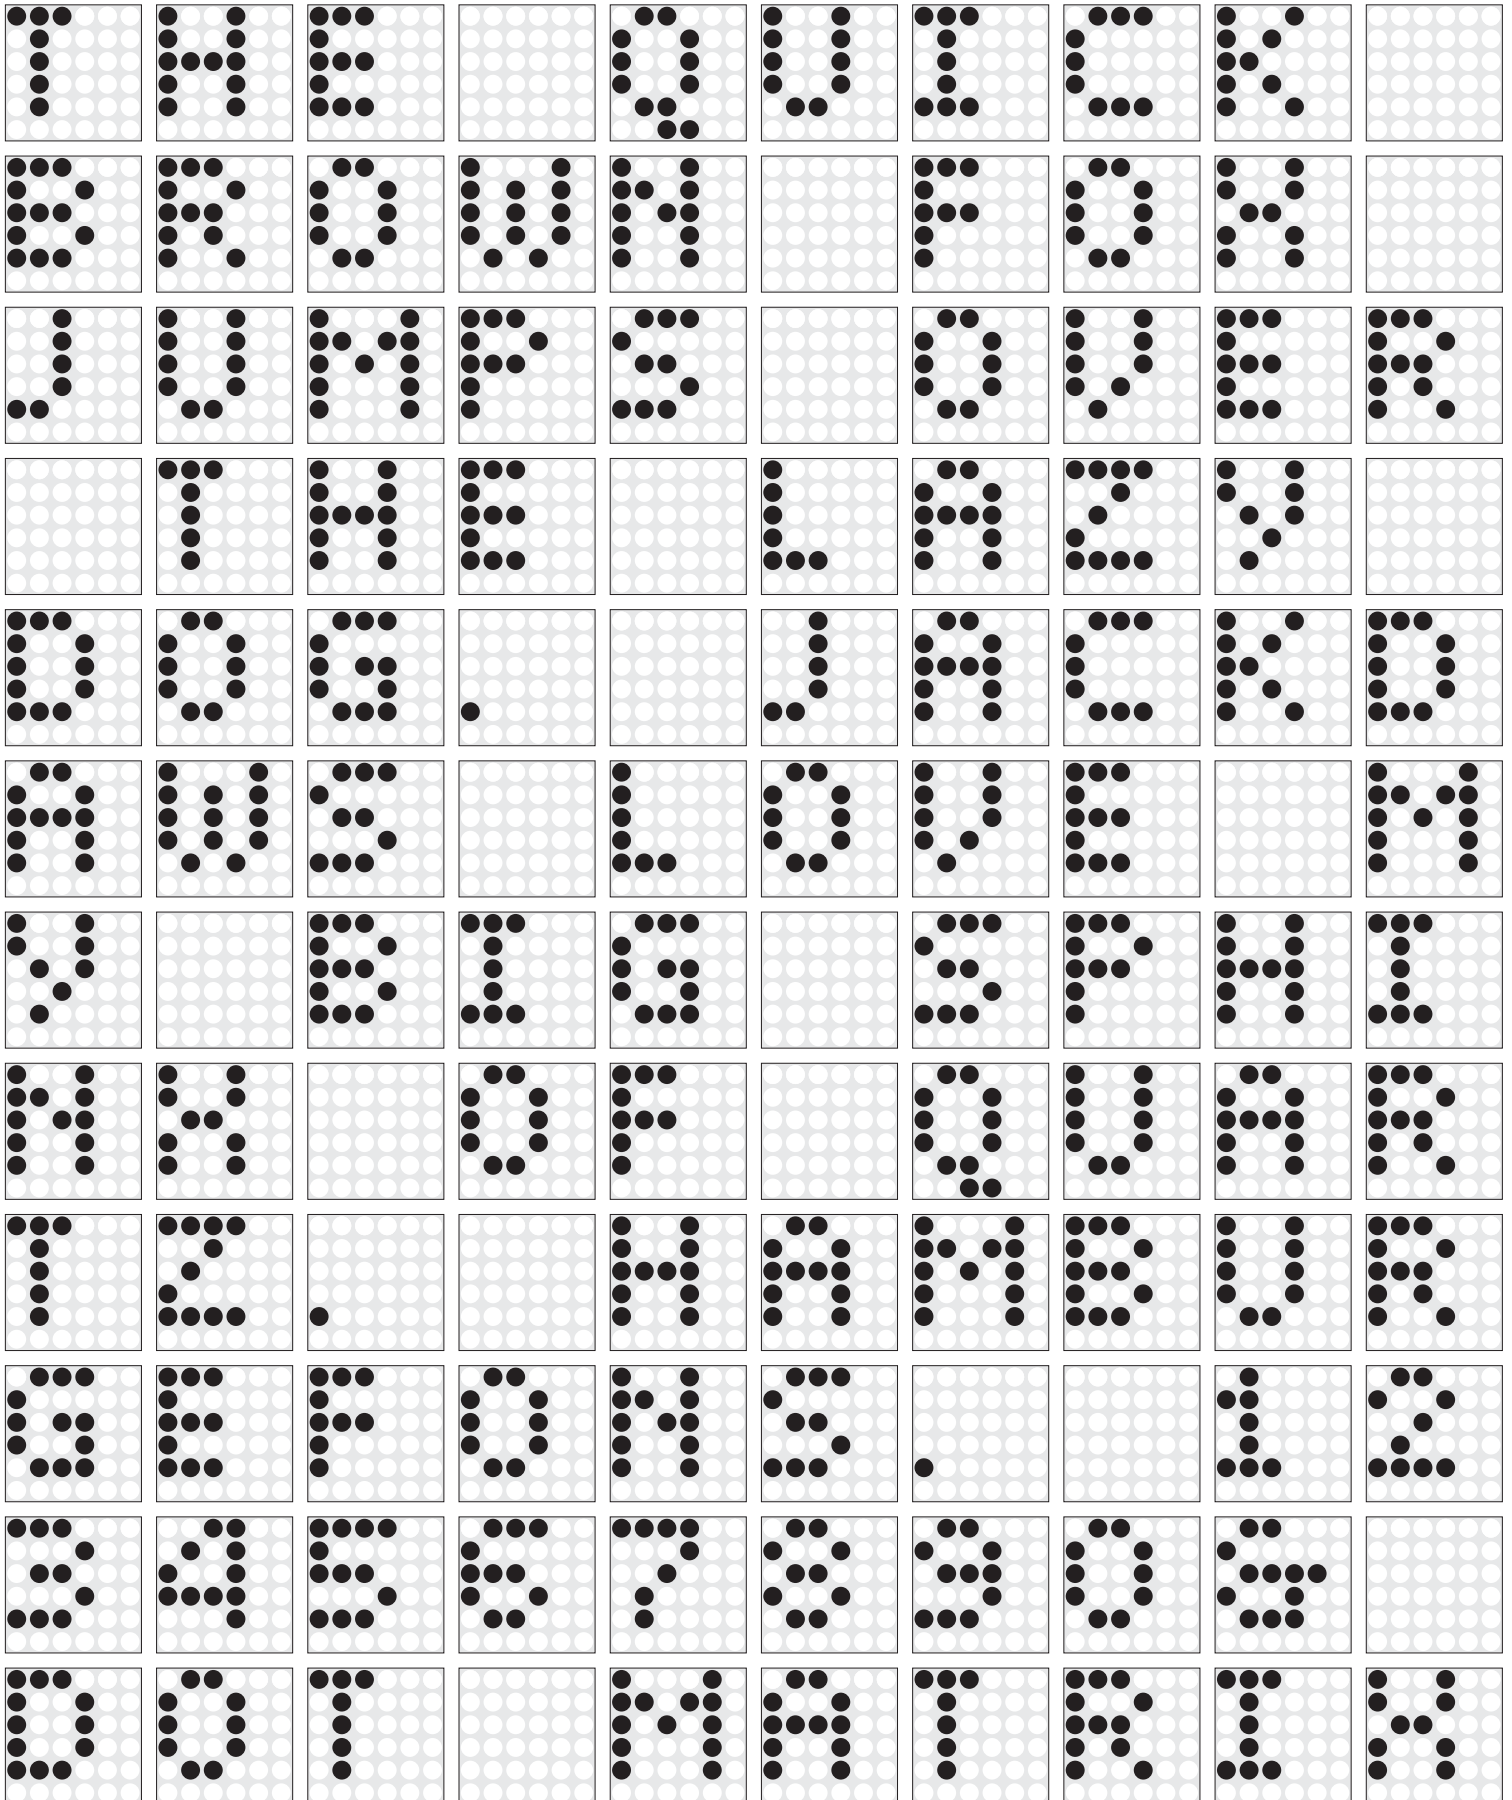 THE QUICK
BROWN FOX
JUMPS OVER
THE LAZY
DOG. JACKD
AWS LOVE M
Y BIG SPHI
NX OF QUAR
TZ. HAMBUR
GEFONS. 12
34567890&
DOT MATRIX